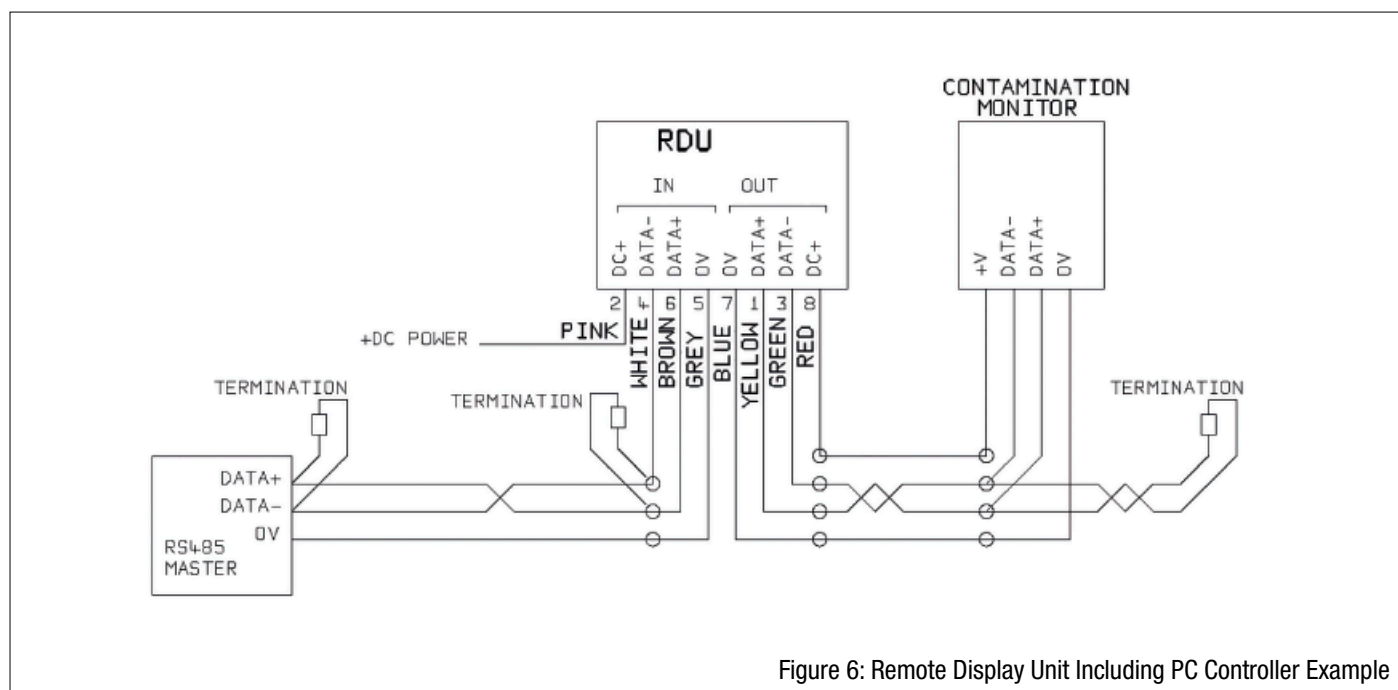 CONTAMINATION
MONITOR
RDU
IN OUT
DC+ DATA- DATA+ 0V 0V DATA+ DATA- DC+
+V DATA- DATA+ 0V
2 4 6 5 7 1 3 8
PINK WHITE BROWN GREY BLUE YELLOW GREEN RED
+DC POWER
TERMINATION
TERMINATION
TERMINATION
DATA+
DATA-
0V
RS485
MASTER
Figure 6: Remote Display Unit Including PC Controller Example